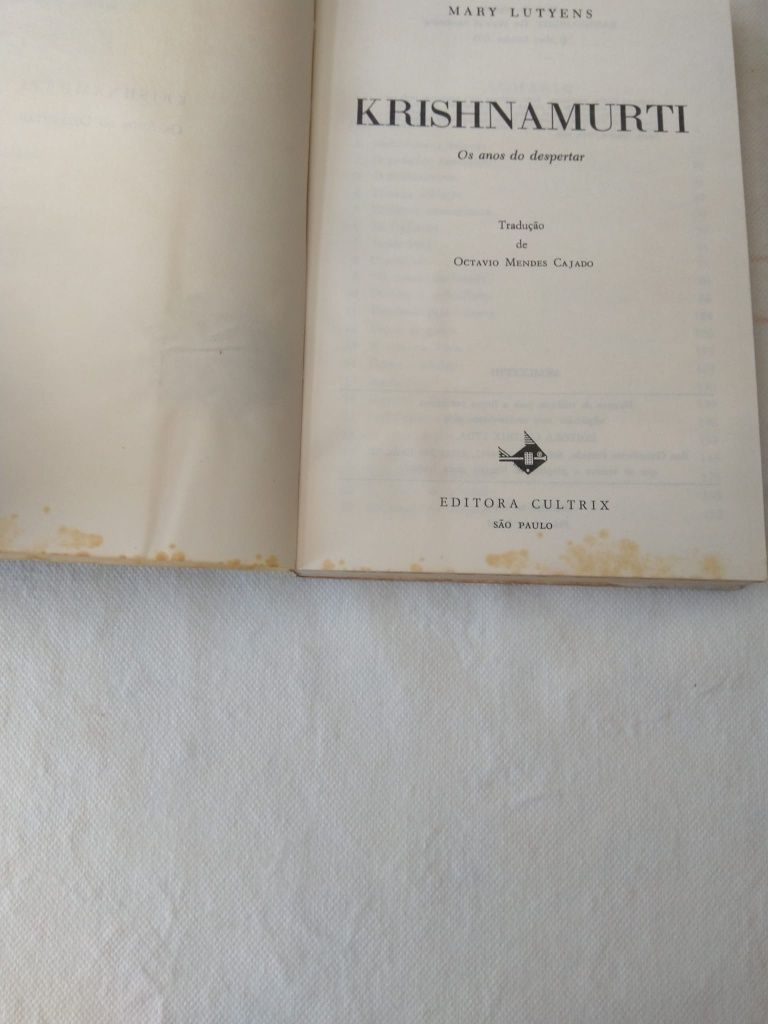 MARY LUTYENS
KRISHNAMURTI
Os anos do despertar
Tradução
de
OCTAVIO MENDES CAJADO
EDITORA CULTRIX
SÃO PAULO